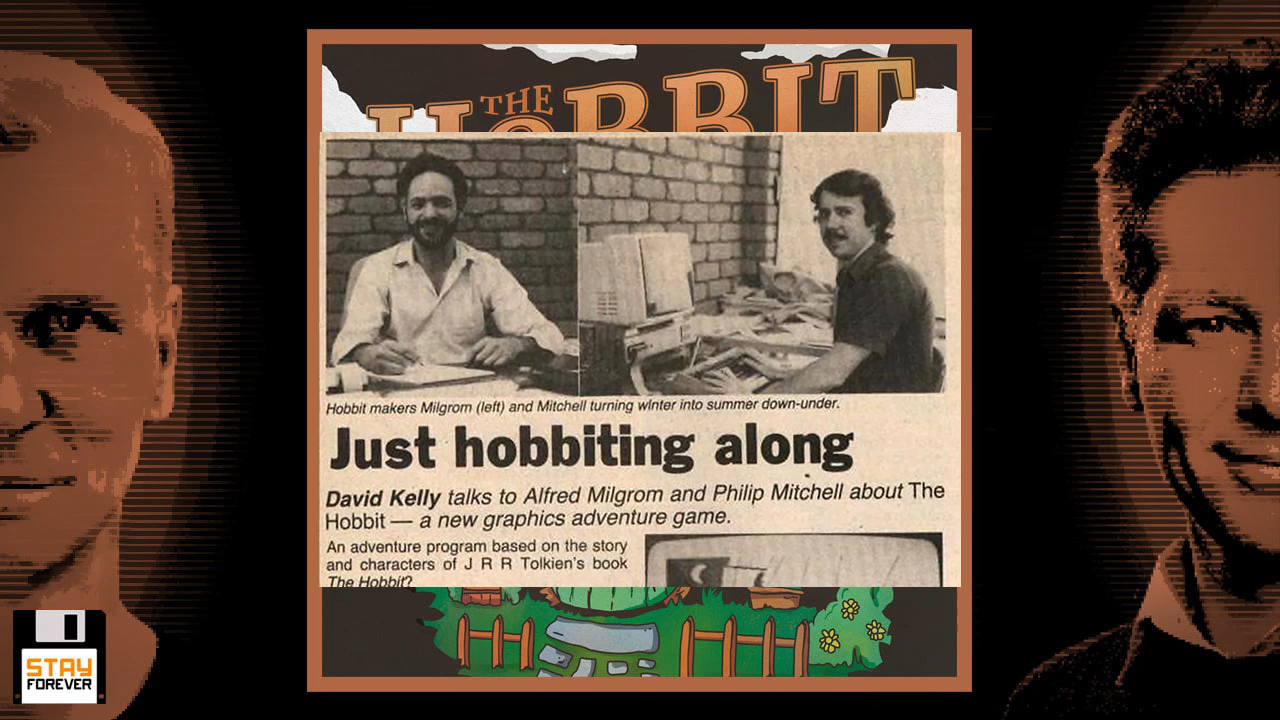 THE
HOBBIT
Hobbit makers Milgrom (left) and Mitchell turning winter into summer down-under.
Just hobbiting along
David Kelly talks to Alfred Milgrom and Philip Mitchell about The
Hobbit — a new graphics adventure game.
An adventure program based on the story
and characters of J R R Tolkien's book
The Hobbit?
STAY
FOREVER